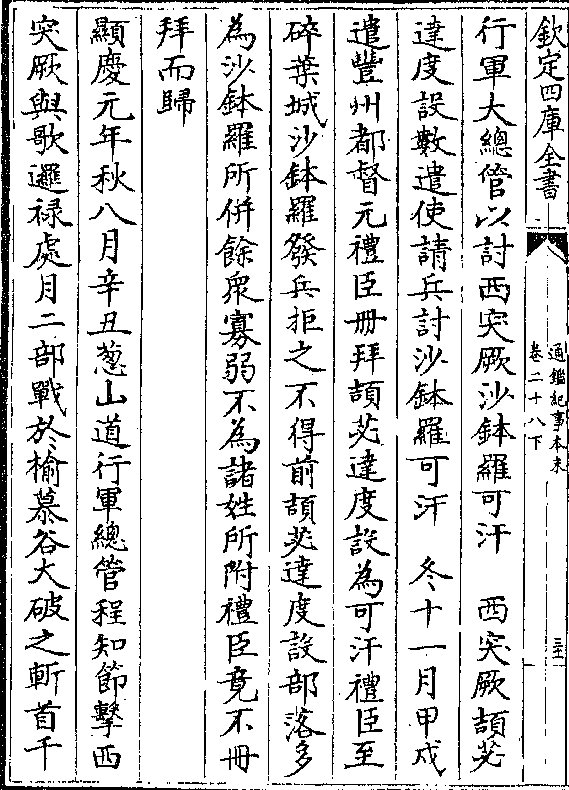 欽定四庫全書
通鑑紀事本末
卷二十八下
三十一
行軍大總管以討西突厥沙鉢羅可汗　西突厥頡苾
達度設數遣使請兵討沙鉢羅可汗　冬十一月甲戌
遣豐州都督元禮臣冊拜頡苾達度設為可汗禮臣至
碎葉城沙鉢羅發兵拒之不得前頡苾達度設部落多
為沙鉢羅所併餘衆寡弱不為諸姓所附禮臣竟不冊
拜而歸
顯慶元年秋八月辛丑葱山道行軍總管程知節擊西
突厥與歌邏禄處月二部戰於榆慕谷大破之斬首千